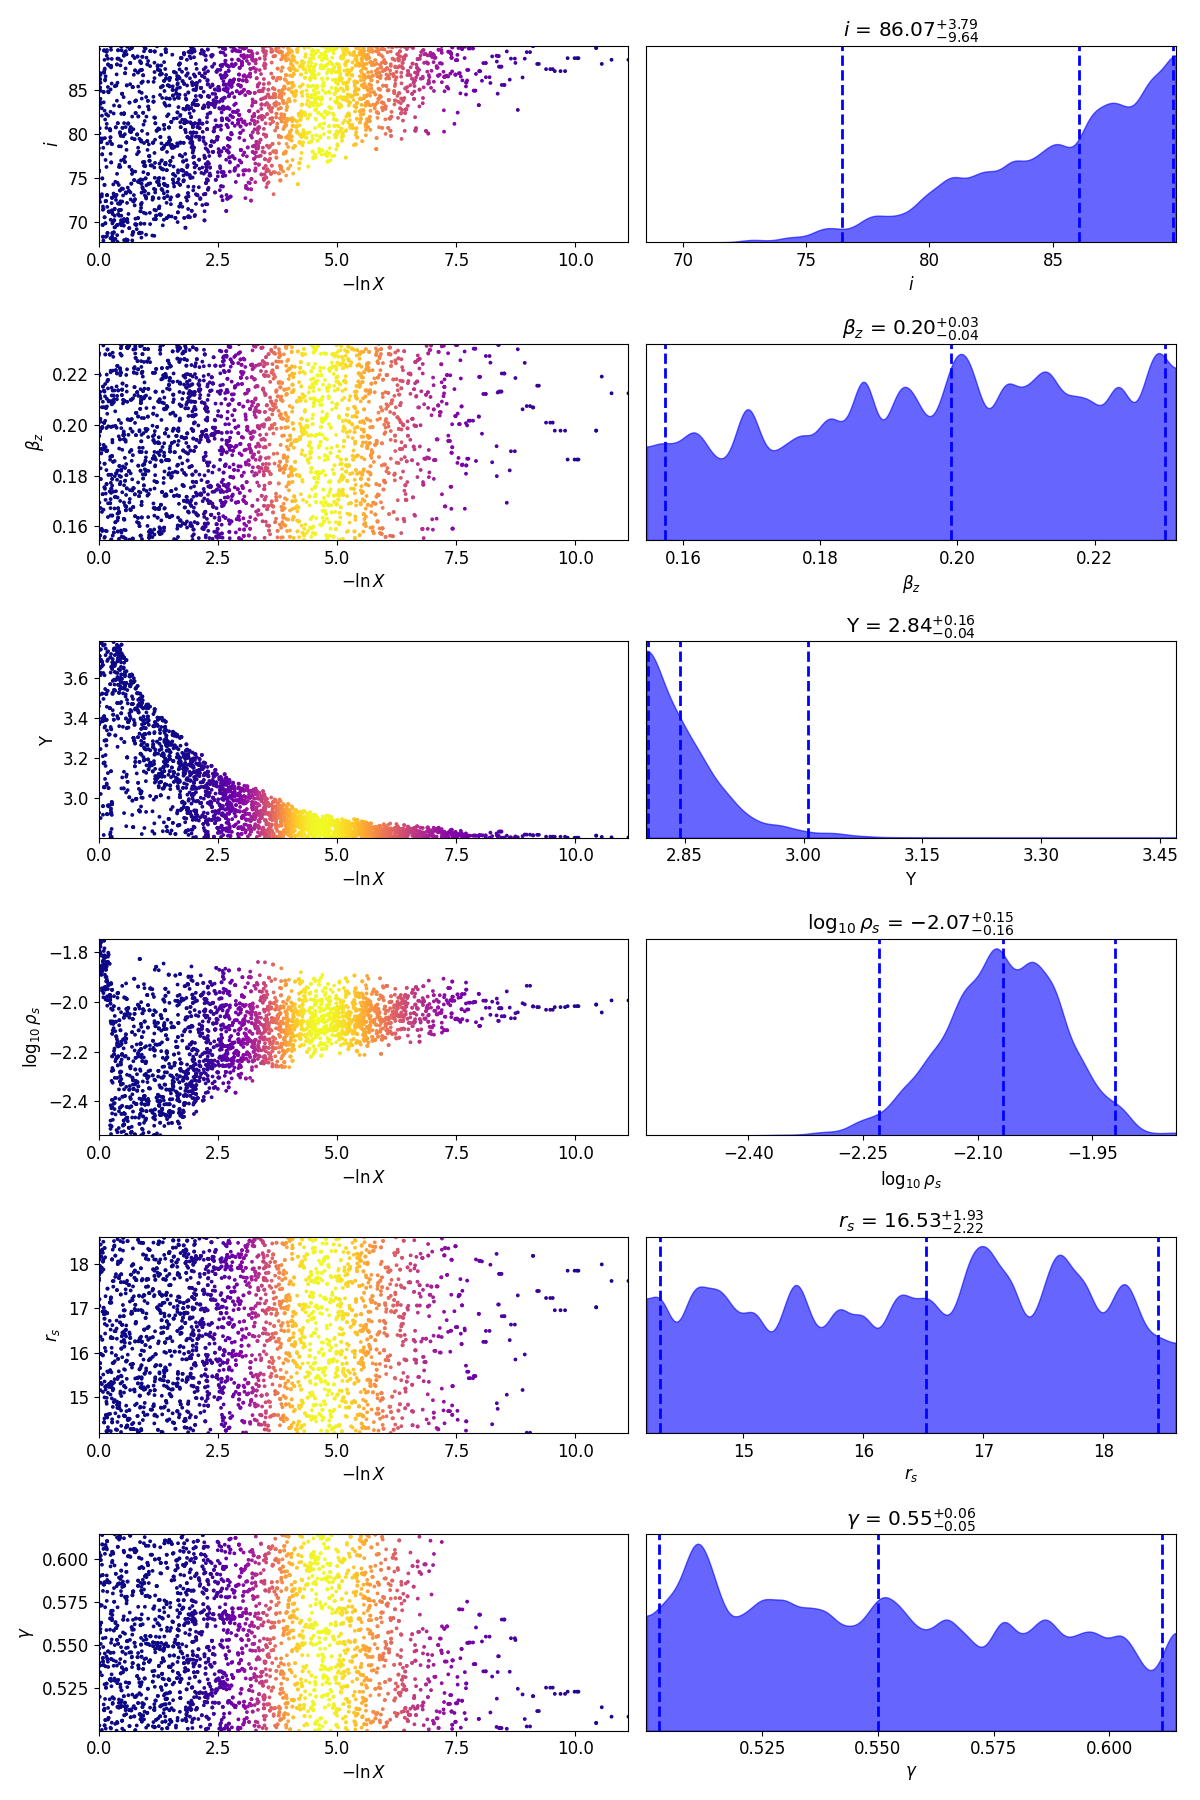 i = 86.07 +3.79 −9.64
85
80
75
70
i
0.0 2.5 5.0 7.5 10.0
−ln X
70 75 80 85
i
β_z = 0.20 +0.03 −0.04
0.22
0.20
0.18
0.16
β_z
0.0 2.5 5.0 7.5 10.0
−ln X
0.16 0.18 0.20 0.22
β_z
Y = 2.84 +0.16 −0.04
3.6
3.4
3.2
3.0
Y
0.0 2.5 5.0 7.5 10.0
−ln X
2.85 3.00 3.15 3.30 3.45
Y
log₁₀ ρ_s = −2.07 +0.15 −0.16
−1.8
−2.0
−2.2
−2.4
log₁₀ ρ_s
0.0 2.5 5.0 7.5 10.0
−ln X
−2.40 −2.25 −2.10 −1.95
log₁₀ ρ_s
r_s = 16.53 +1.93 −2.22
18
17
16
15
r_s
0.0 2.5 5.0 7.5 10.0
−ln X
15 16 17 18
r_s
γ = 0.55 +0.06 −0.05
0.600
0.575
0.550
0.525
γ
0.0 2.5 5.0 7.5 10.0
−ln X
0.525 0.550 0.575 0.600
γ